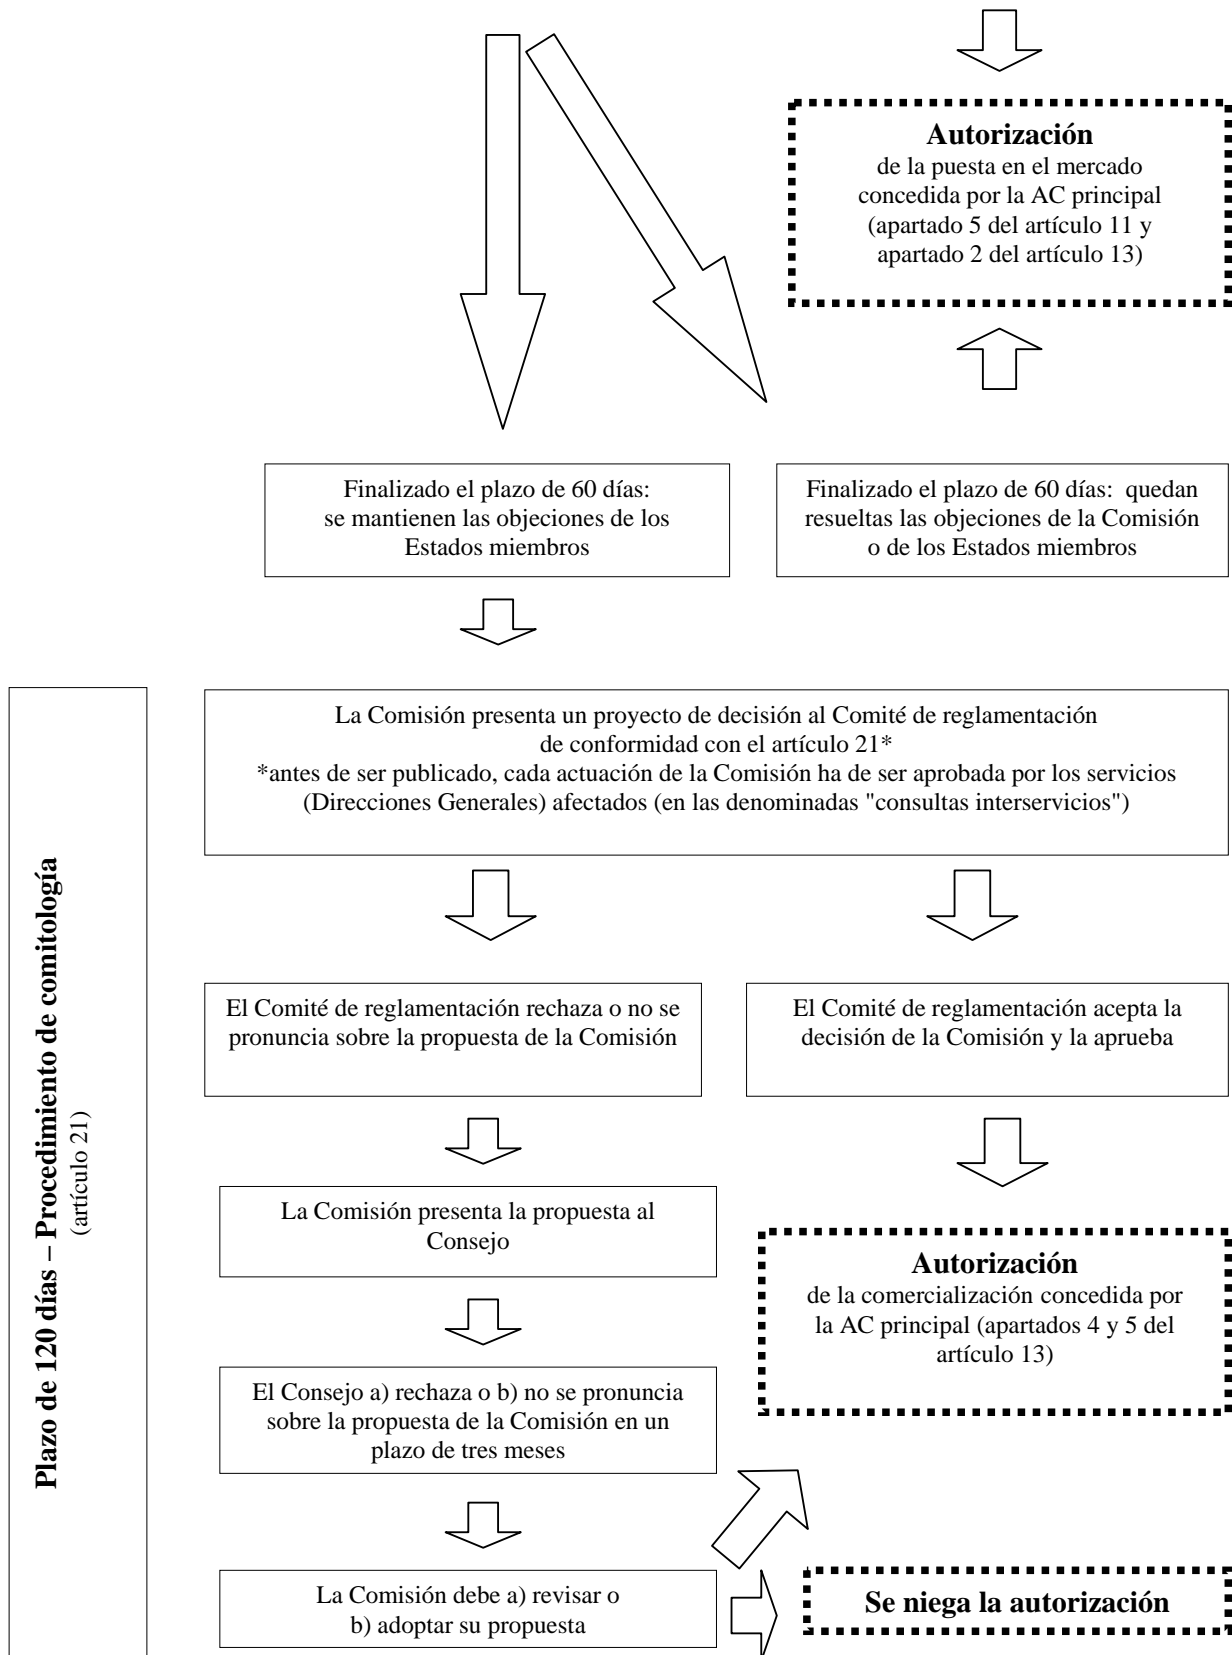 Autorización
de la puesta en el mercado
concedida por la AC principal
(apartado 5 del artículo 11 y
apartado 2 del artículo 13)
Finalizado el plazo de 60 días:
se mantienen las objeciones de los
Estados miembros
Finalizado el plazo de 60 días: quedan
resueltas las objeciones de la Comisión
o de los Estados miembros
Plazo de 120 días – Procedimiento de comitología
(artículo 21)
La Comisión presenta un proyecto de decisión al Comité de reglamentación
de conformidad con el artículo 21*
*antes de ser publicado, cada actuación de la Comisión ha de ser aprobada por los servicios
(Direcciones Generales) afectados (en las denominadas "consultas interservicios")
El Comité de reglamentación rechaza o no se
pronuncia sobre la propuesta de la Comisión
El Comité de reglamentación acepta la
decisión de la Comisión y la aprueba
La Comisión presenta la propuesta al
Consejo
Autorización
de la comercialización concedida por
la AC principal (apartados 4 y 5 del
artículo 13)
El Consejo a) rechaza o b) no se pronuncia
sobre la propuesta de la Comisión en un
plazo de tres meses
La Comisión debe a) revisar o
b) adoptar su propuesta
Se niega la autorización